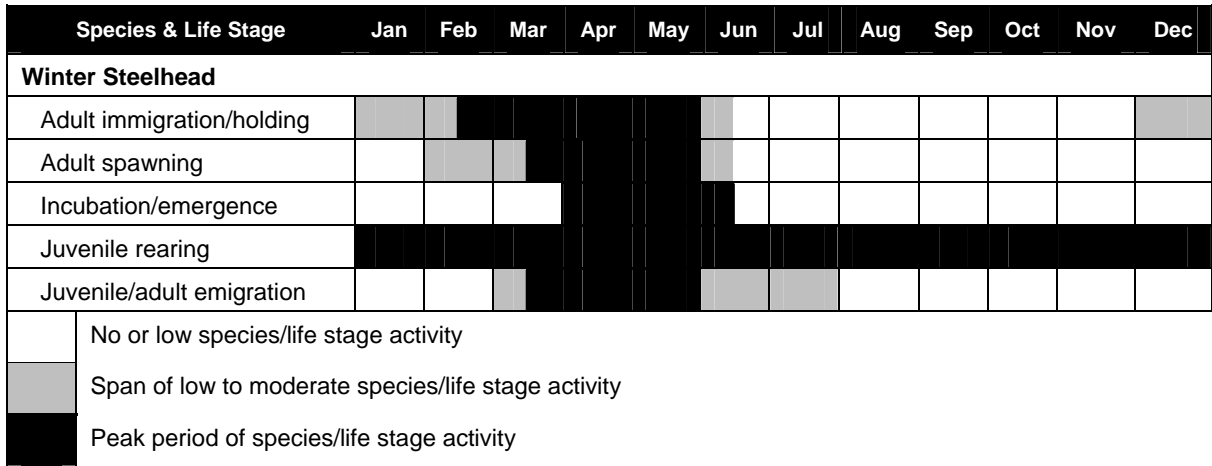 Species & Life Stage Jan Feb Mar Apr May Jun Jul Aug Sep Oct Nov Dec
Winter Steelhead
Adult immigration/holding
Adult spawning
Incubation/emergence
Juvenile rearing
Juvenile/adult emigration
No or low species/life stage activity
Span of low to moderate species/life stage activity
Peak period of species/life stage activity